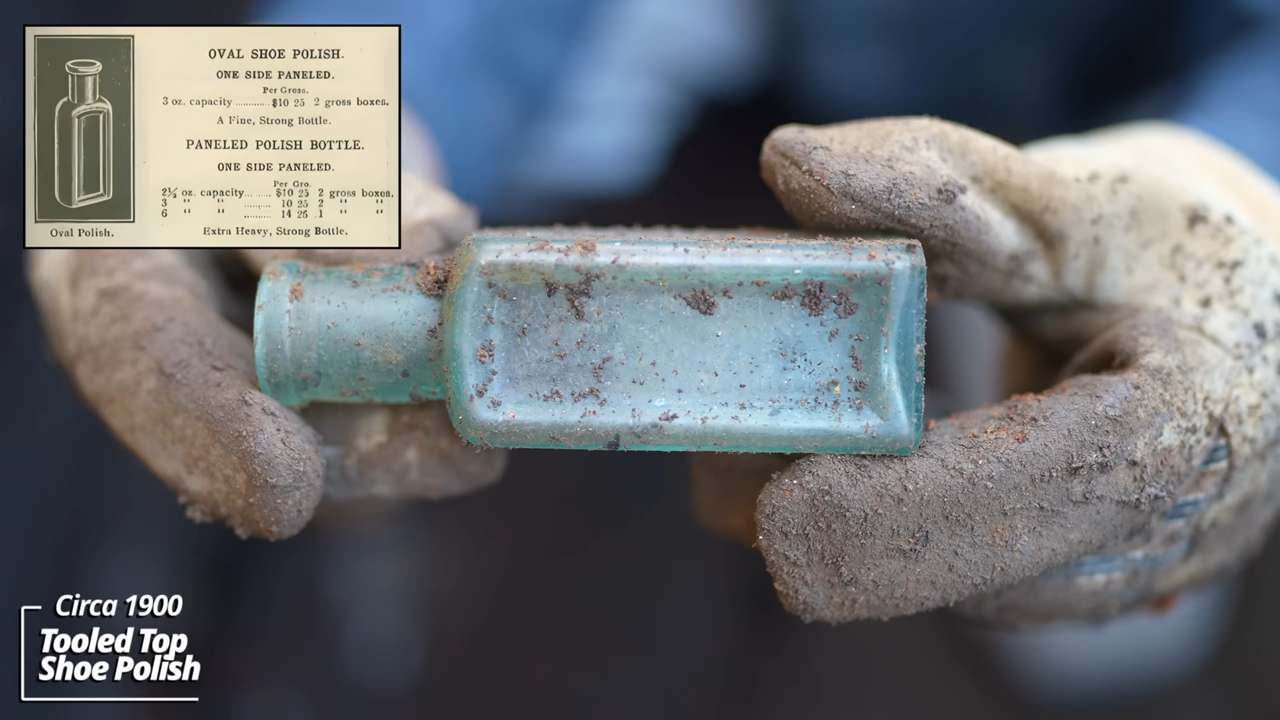 OVAL SHOE POLISH.
ONE SIDE PANELED.
Per Gross.
3 oz. capacity............$10 25 2 gross boxes.
A Fine, Strong Bottle.
PANELED POLISH BOTTLE.
ONE SIDE PANELED.
Per Gro.
2½ oz. capacity... ...... $10 25 2 gross boxes.
3 “ “ .......... 10 25 2 “ “
6 “ “ .......... 14 25 1 “ “
Extra Heavy, Strong Bottle.
Oval Polish.
Circa 1900
Tooled Top
Shoe Polish